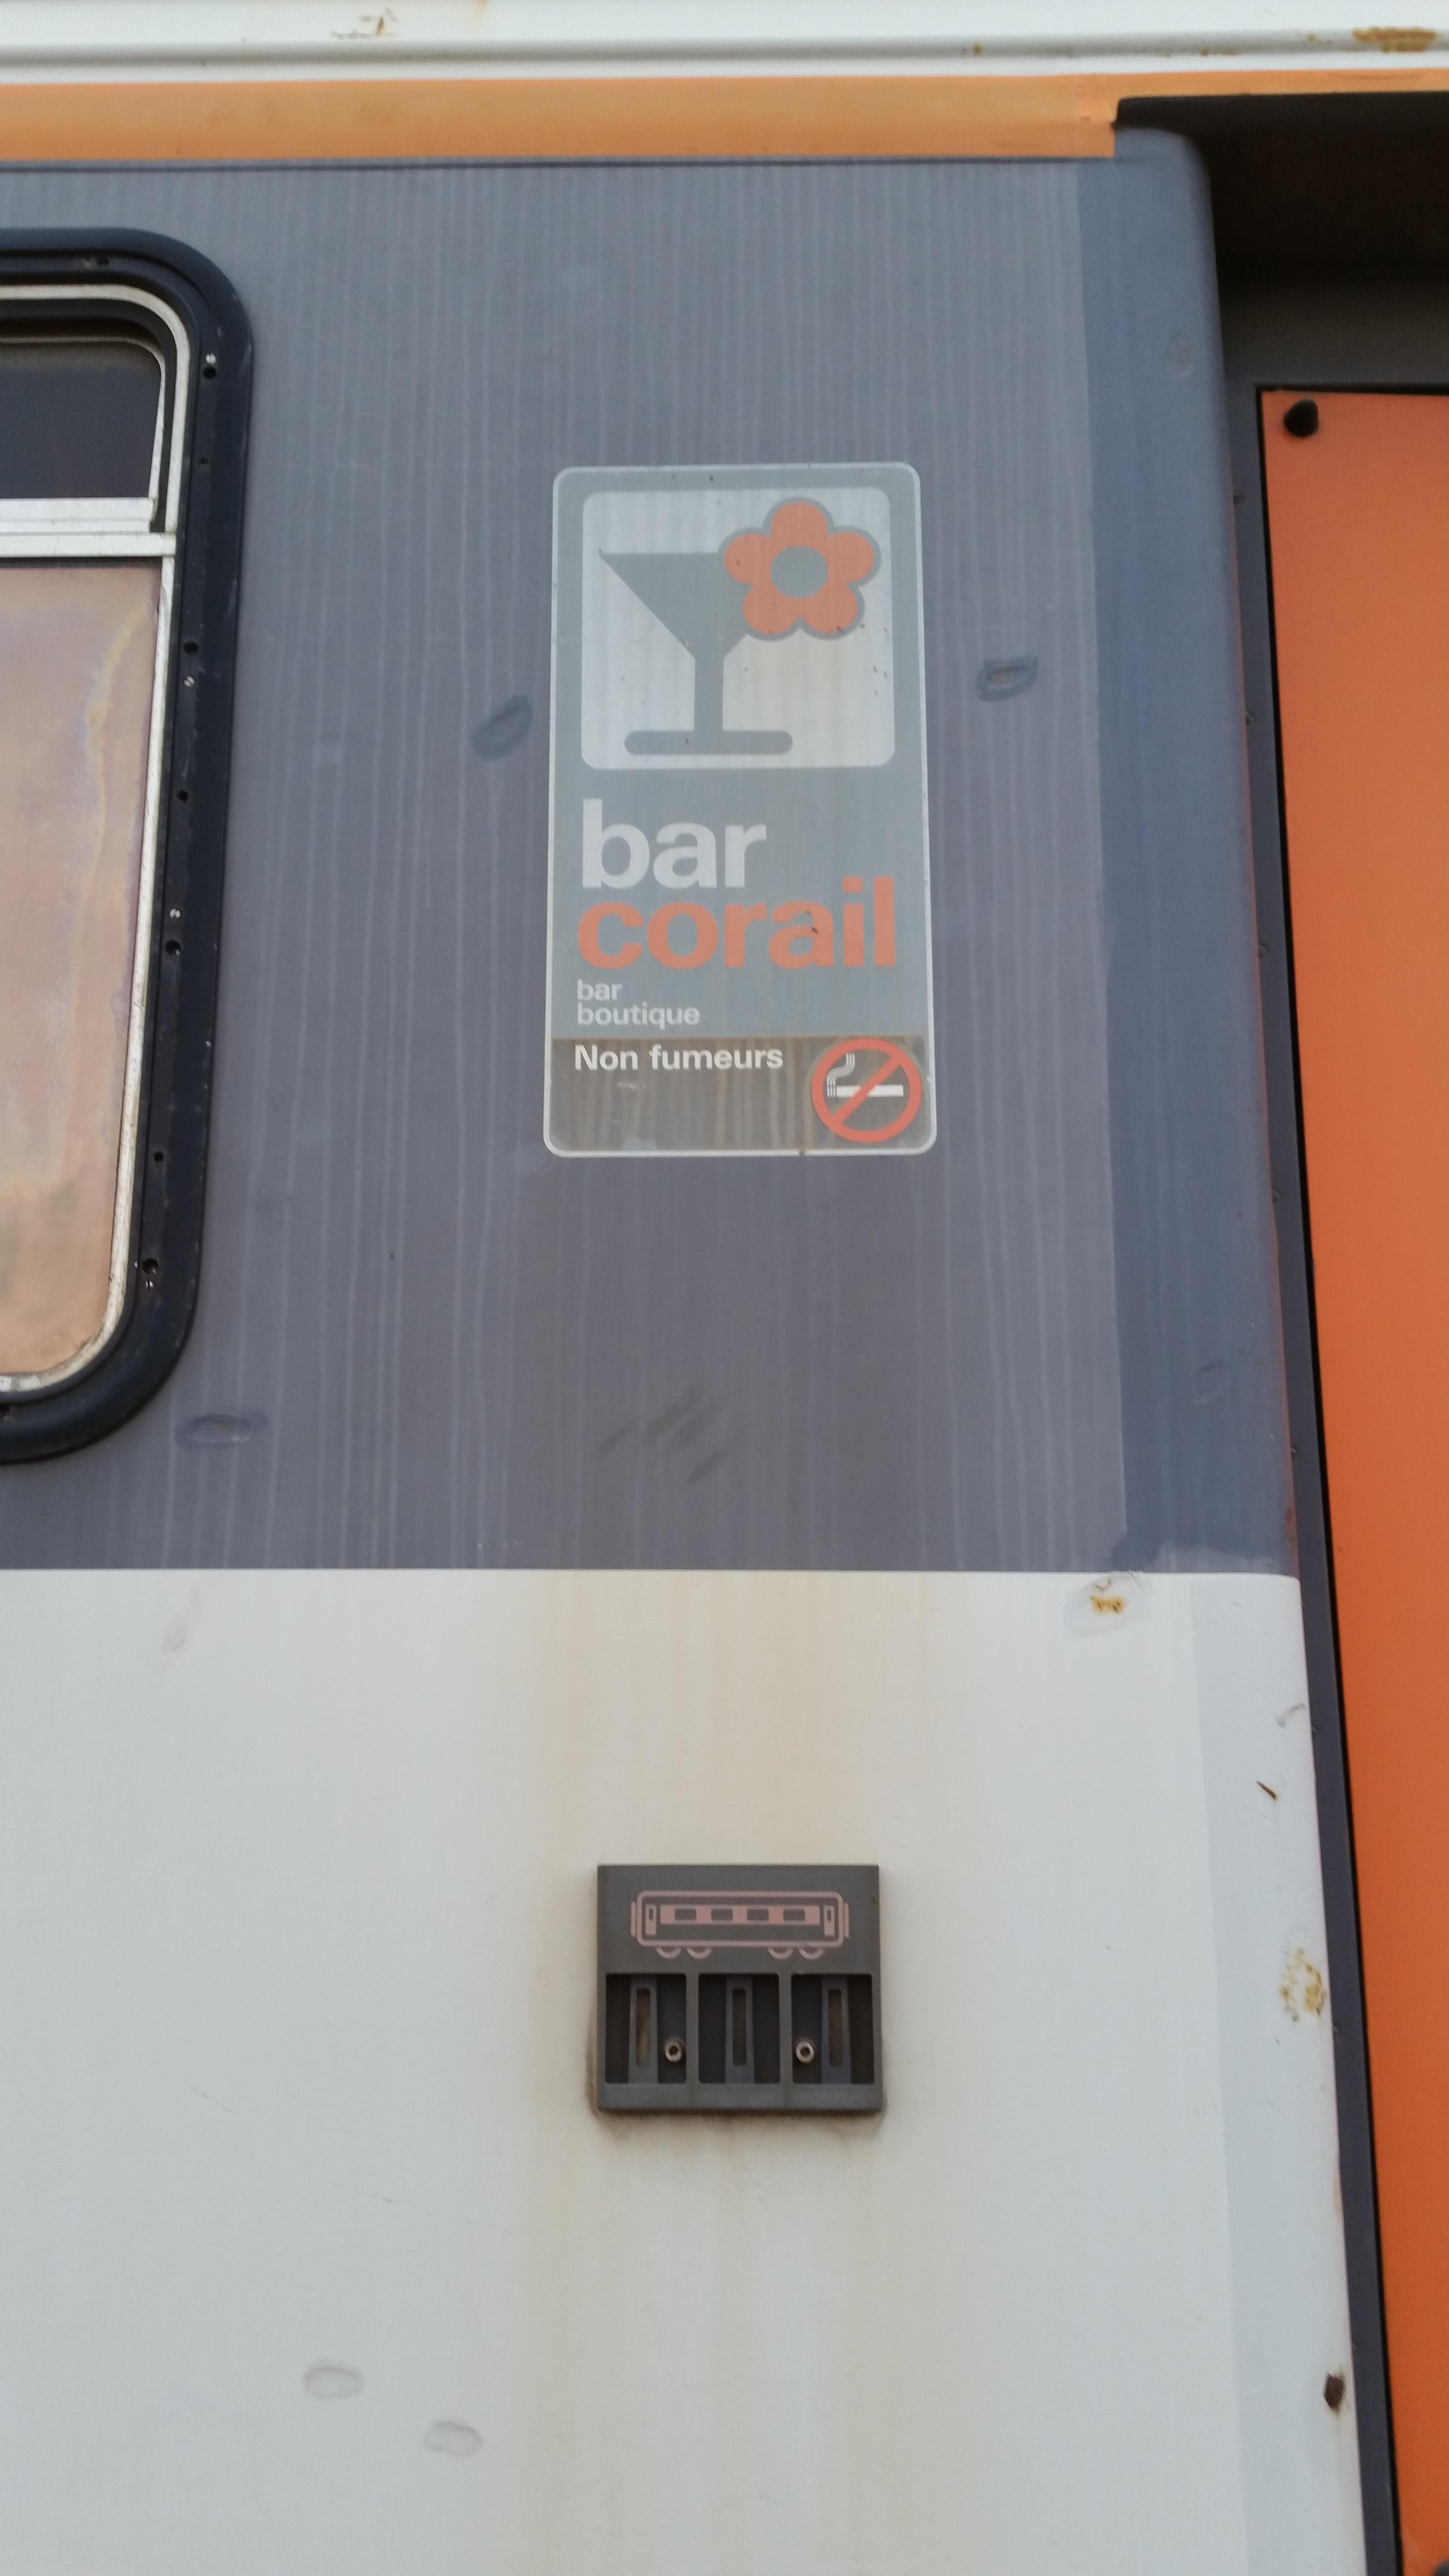 bar
corail
bar
boutique
Non fumeurs